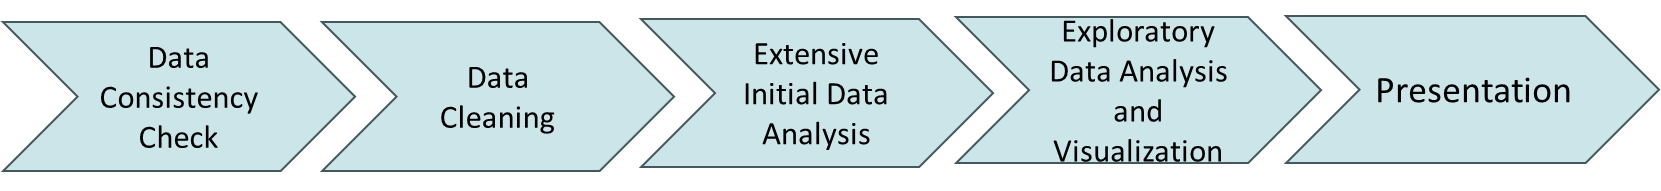 Data
Consistency
Check
Data
Cleaning
Extensive
Initial Data
Analysis
Exploratory
Data Analysis
and
Visualization
Presentation